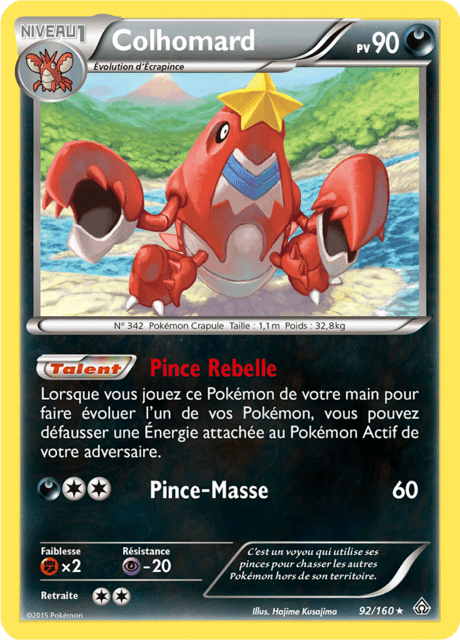 NIVEAU 1
Colhomard
PV 90
Évolution d'Écrapince
N° 342 Pokémon Crapule Taille : 1,1m Poids : 32,8kg
Talent Pince Rebelle
Lorsque vous jouez ce Pokémon de votre main pour
faire évoluer l'un de vos Pokémon, vous pouvez
défausser une Énergie attachée au Pokémon Actif de
votre adversaire.
Pince-Masse 60
Faiblesse Résistance
×2 -20
Retraite
C'est un voyou qui utilise ses
pinces pour chasser les autres
Pokémon hors de son territoire.
©2015 Pokémon
Illus. Hajime Kusajima 92/160 ★